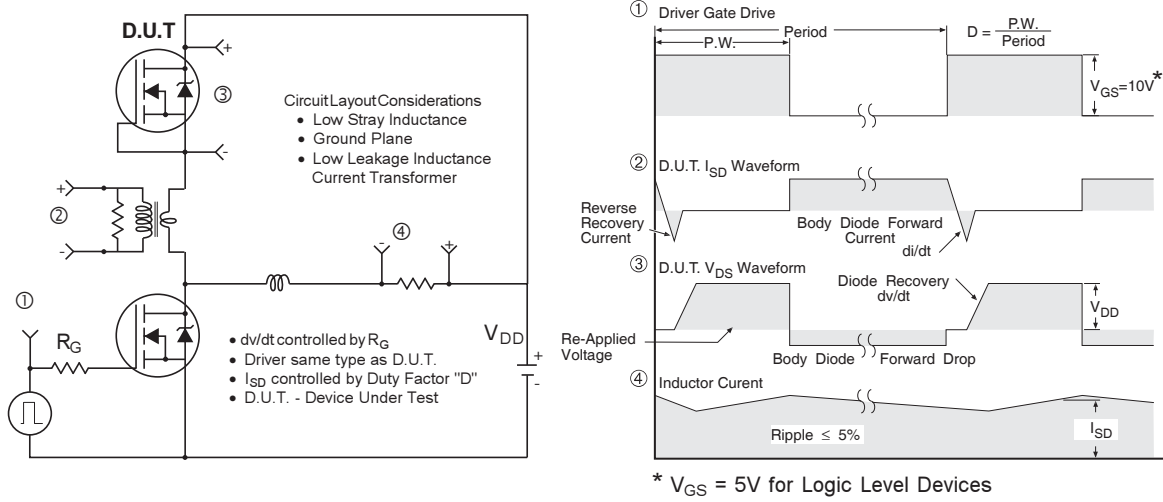 D.U.T
+
③
-
Circuit Layout Considerations
• Low Stray Inductance
• Ground Plane
• Low Leakage Inductance
Current Transformer
+
②
-
④
-
+
①
R_G
• dv/dt controlled by R_G
• Driver same type as D.U.T.
• I_SD controlled by Duty Factor "D"
• D.U.T. - Device Under Test
V_DD
+
-
① Driver Gate Drive
P.W.
Period
D = P.W. / Period
V_GS=10V *
② D.U.T. I_SD Waveform
Reverse
Recovery
Current
Body Diode Forward
Current
di/dt
③ D.U.T. V_DS Waveform
Diode Recovery
dv/dt
V_DD
Re-Applied
Voltage
Body Diode Forward Drop
④ Inductor Curent
Ripple ≤ 5%
I_SD
* V_GS = 5V for Logic Level Devices